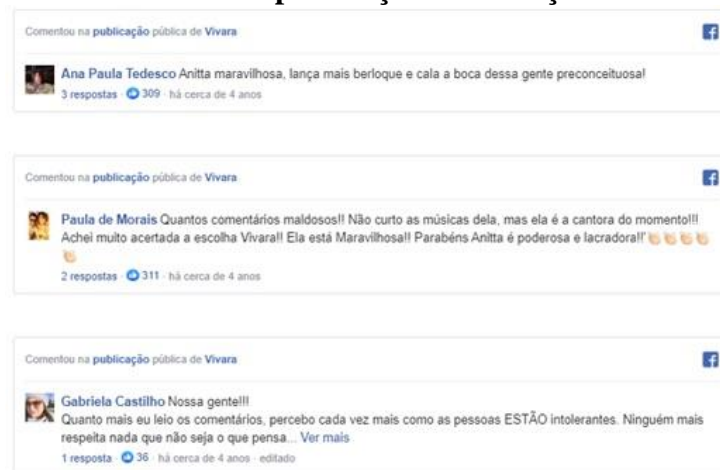 Comentou na publicação pública de Vivara
Ana Paula Tedesco Anitta maravilhosa, lança mais berloque e cala a boca dessa gente preconceituosa!
3 respostas · 309 · há cerca de 4 anos
Comentou na publicação pública de Vivara
Paula de Morais Quantos comentários maldosos!! Não curto as músicas dela, mas ela é a cantora do momento!!!
Achei muito acertada a escolha Vivara!! Ela está Maravilhosa!! Parabéns Anitta é poderosa e lacradora!!'👏🏻👏🏻👏🏻👏🏻
👏🏻
2 respostas · 311 · há cerca de 4 anos
Comentou na publicação pública de Vivara
Gabriela Castilho Nossa gente!!!
Quanto mais eu leio os comentários, percebo cada vez mais como as pessoas ESTÃO intolerantes. Ninguém mais
respeita nada que não seja o que pensa... Ver mais
1 resposta · 36 · há cerca de 4 anos · editado